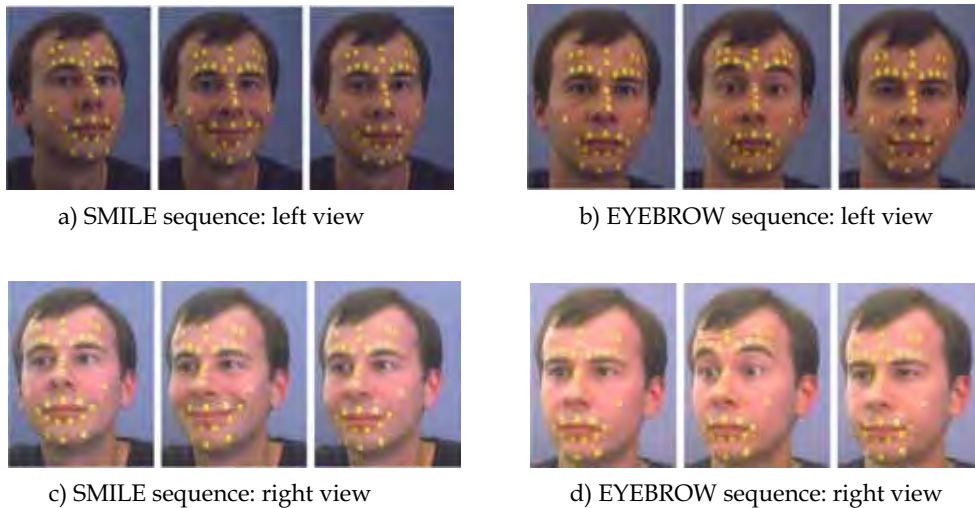 a) SMILE sequence: left view
b) EYEBROW sequence: left view
c) SMILE sequence: right view
d) EYEBROW sequence: right view